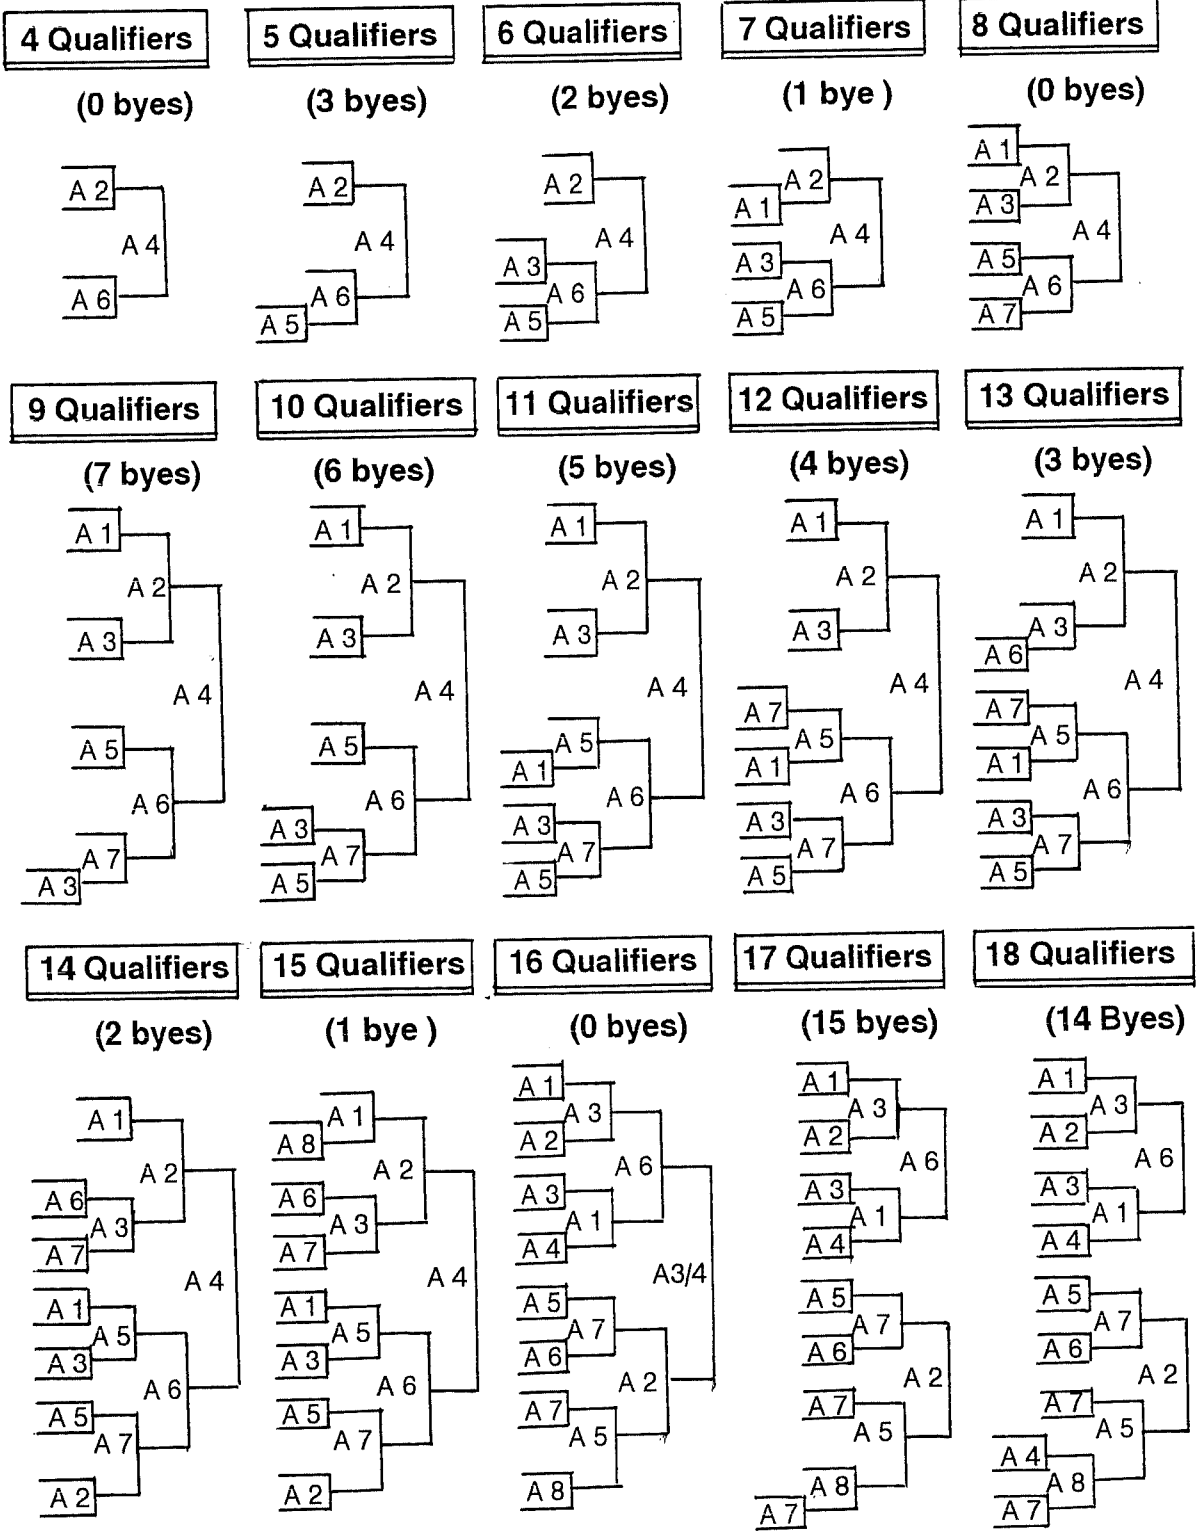 4 Qualifiers
(0 byes)
A 2
A 4
A 6
5 Qualifiers
(3 byes)
A 2
A 4
A 6
A 5
6 Qualifiers
(2 byes)
A 2
A 4
A 3
A 6
A 5
7 Qualifiers
(1 bye )
A 2
A 1
A 4
A 3
A 6
A 5
8 Qualifiers
(0 byes)
A 1
A 2
A 3
A 4
A 5
A 6
A 7
9 Qualifiers
(7 byes)
A 1
A 2
A 3
A 4
A 5
A 6
A 7
A 3
10 Qualifiers
(6 byes)
A 1
A 2
A 3
A 4
A 5
A 6
A 3
A 7
A 5
11 Qualifiers
(5 byes)
A 1
A 2
A 3
A 4
A 5
A 1
A 6
A 3
A 7
A 5
12 Qualifiers
(4 byes)
A 1
A 2
A 3
A 4
A 7
A 5
A 1
A 6
A 3
A 7
A 5
13 Qualifiers
(3 byes)
A 1
A 2
A 3
A 6
A 4
A 7
A 5
A 1
A 6
A 3
A 7
A 5
14 Qualifiers
(2 byes)
A 1
A 2
A 6
A 3
A 7
A 4
A 1
A 5
A 3
A 6
A 5
A 7
A 2
15 Qualifiers
(1 bye )
A 1
A 8
A 2
A 6
A 3
A 7
A 4
A 1
A 5
A 3
A 6
A 5
A 7
A 2
16 Qualifiers
(0 byes)
A 1
A 3
A 2
A 6
A 3
A 1
A 4
A3/4
A 5
A 7
A 6
A 2
A 7
A 5
A 8
17 Qualifiers
(15 byes)
A 1
A 3
A 2
A 6
A 3
A 1
A 4
A 5
A 7
A 6
A 2
A 7
A 5
A 8
A 7
18 Qualifiers
(14 Byes)
A 1
A 3
A 2
A 6
A 3
A 1
A 4
A 5
A 7
A 6
A 2
A 7
A 5
A 4
A 8
A 7